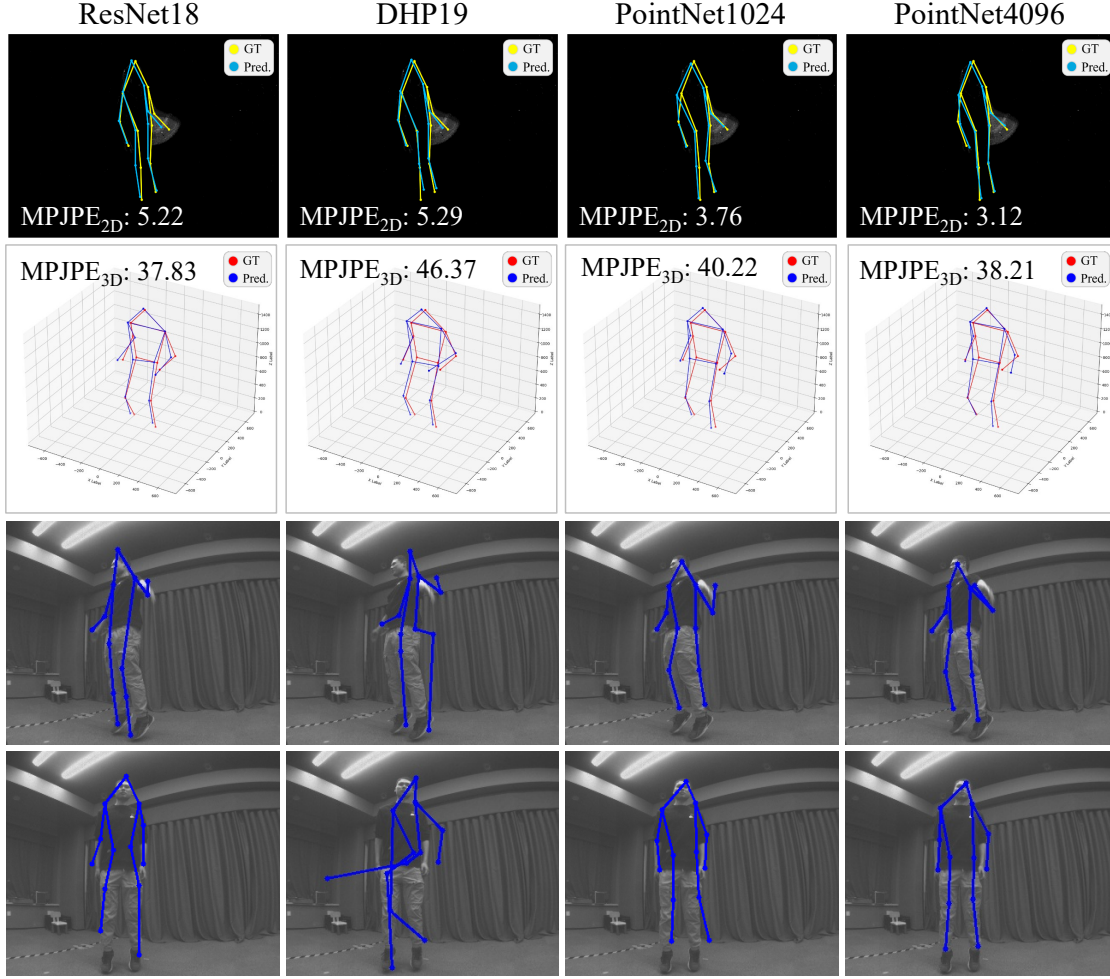 ResNet18 DHP19 PointNet1024 PointNet4096
GT GT GT GT
Pred. Pred. Pred. Pred.
MPJPE2D: 5.22 MPJPE2D: 5.29 MPJPE2D: 3.76 MPJPE2D: 3.12
MPJPE3D: 37.83 MPJPE3D: 46.37 MPJPE3D: 40.22 MPJPE3D: 38.21
GT GT GT GT
Pred. Pred. Pred. Pred.